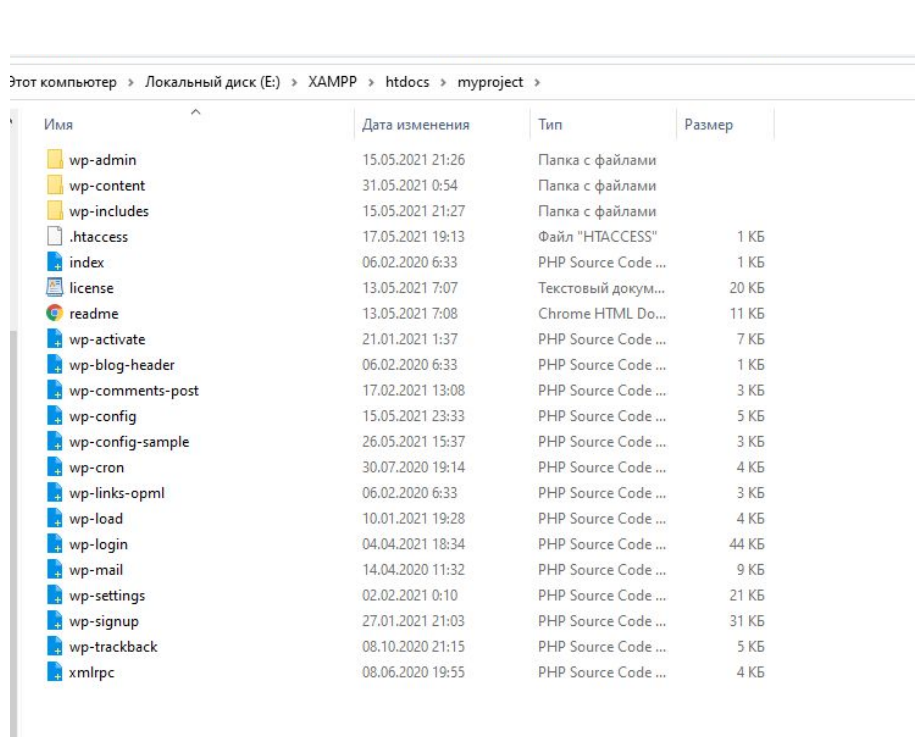 Этот компьютер > Локальный диск (E:) > XAMPP > htdocs > myproject >
Имя Дата изменения Тип Размер
wp-admin 15.05.2021 21:26 Папка с файлами
wp-content 31.05.2021 0:54 Папка с файлами
wp-includes 15.05.2021 21:27 Папка с файлами
.htaccess 17.05.2021 19:13 Файл "HTACCESS" 1 КБ
index 06.02.2020 6:33 PHP Source Code ... 1 КБ
license 13.05.2021 7:07 Текстовый докум... 20 КБ
readme 13.05.2021 7:08 Chrome HTML Do... 11 КБ
wp-activate 21.01.2021 1:37 PHP Source Code ... 7 КБ
wp-blog-header 06.02.2020 6:33 PHP Source Code ... 1 КБ
wp-comments-post 17.02.2021 13:08 PHP Source Code ... 3 КБ
wp-config 15.05.2021 23:33 PHP Source Code ... 5 КБ
wp-config-sample 26.05.2021 15:37 PHP Source Code ... 3 КБ
wp-cron 30.07.2020 19:14 PHP Source Code ... 4 КБ
wp-links-opml 06.02.2020 6:33 PHP Source Code ... 3 КБ
wp-load 10.01.2021 19:28 PHP Source Code ... 4 КБ
wp-login 04.04.2021 18:34 PHP Source Code ... 44 КБ
wp-mail 14.04.2020 11:32 PHP Source Code ... 9 КБ
wp-settings 02.02.2021 0:10 PHP Source Code ... 21 КБ
wp-signup 27.01.2021 21:03 PHP Source Code ... 31 КБ
wp-trackback 08.10.2020 21:15 PHP Source Code ... 5 КБ
xmlrpc 08.06.2020 19:55 PHP Source Code ... 4 КБ